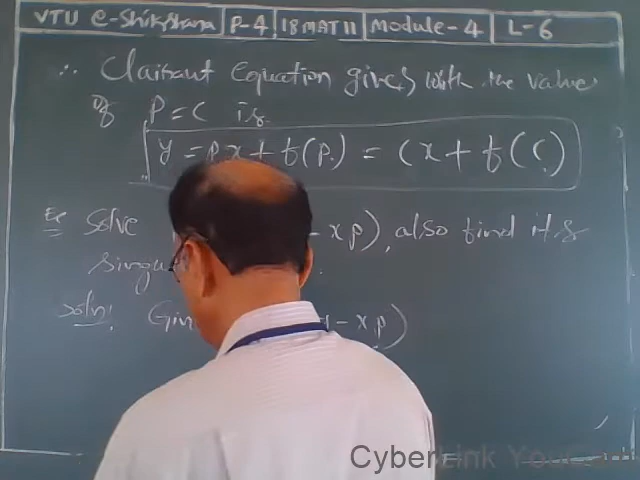 VTU e-Shikshana P-4 18MAT11 Module-4 L-6
∴ Clairaut Equation gives with the value
of P=C is
y = px + f(p) = Cx + f(C)
Ex Solve - xp), also find its
singu
Soln: Giv y - xp)
CyberLink You